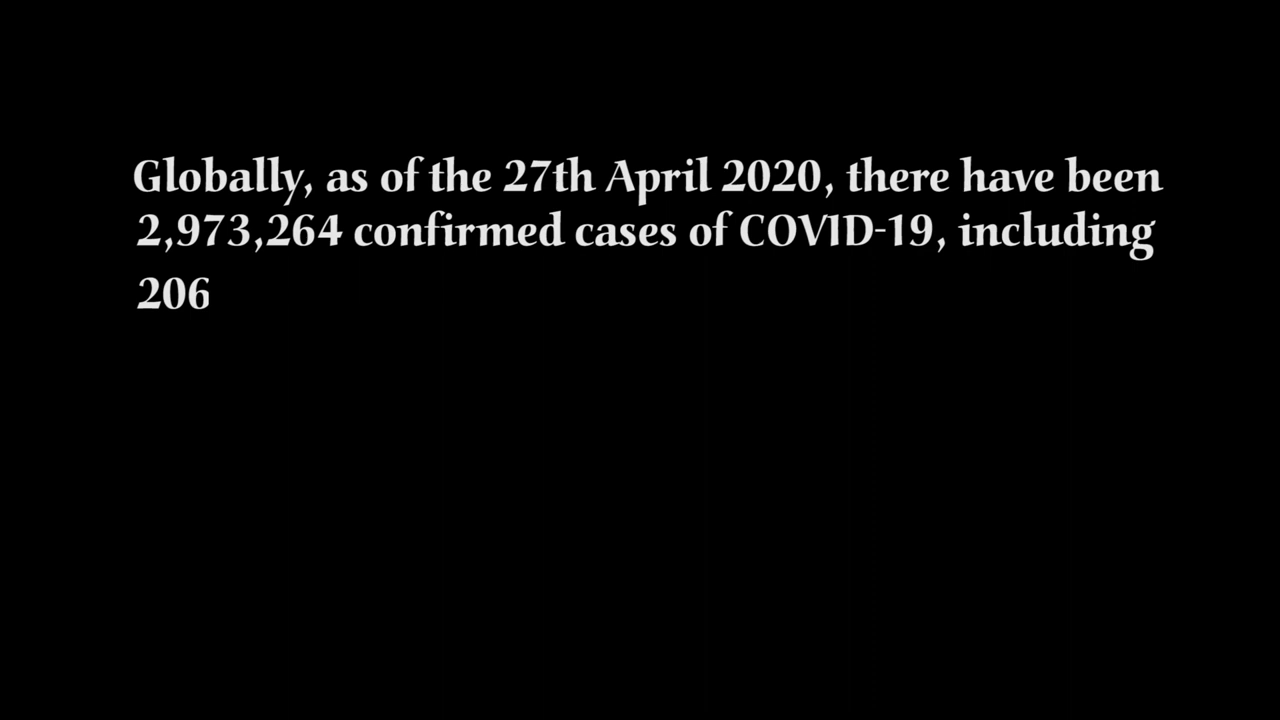 Globally, as of the 27th April 2020, there have been
2,973,264 confirmed cases of COVID-19, including
206